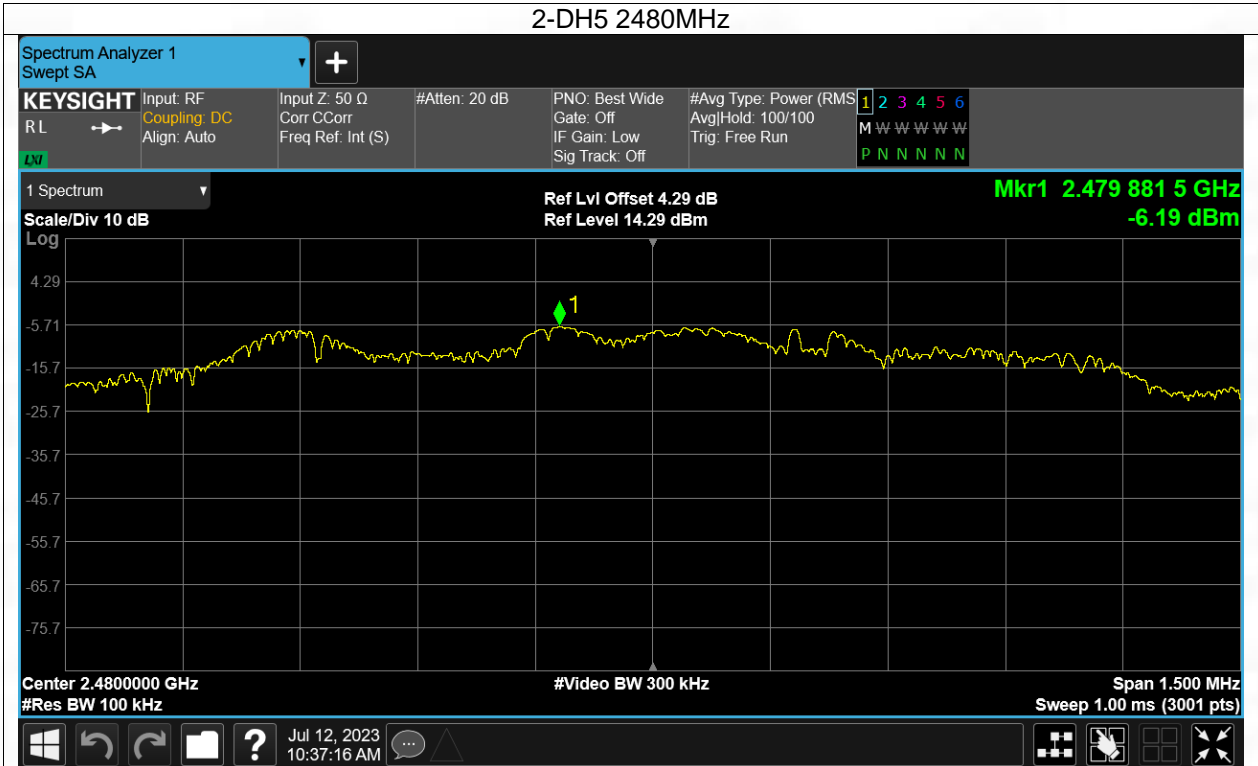 2-DH5 2480MHz
Spectrum Analyzer 1
Swept SA
KEYSIGHT
RL
LXI
Input: RF
Coupling: DC
Align: Auto
Input Z: 50 Ω
Corr CCorr
Freq Ref: Int (S)
#Atten: 20 dB
PNO: Best Wide
Gate: Off
IF Gain: Low
Sig Track: Off
#Avg Type: Power (RMS
Avg|Hold: 100/100
Trig: Free Run
1 2 3 4 5 6
M W W W W W
P N N N N N
1 Spectrum
Scale/Div 10 dB
Log
Ref Lvl Offset 4.29 dB
Ref Level 14.29 dBm
Mkr1 2.479 881 5 GHz
-6.19 dBm
4.29
-5.71
-15.7
-25.7
-35.7
-45.7
-55.7
-65.7
-75.7
1
Center 2.4800000 GHz
#Res BW 100 kHz
#Video BW 300 kHz
Span 1.500 MHz
Sweep 1.00 ms (3001 pts)
?
Jul 12, 2023
10:37:16 AM